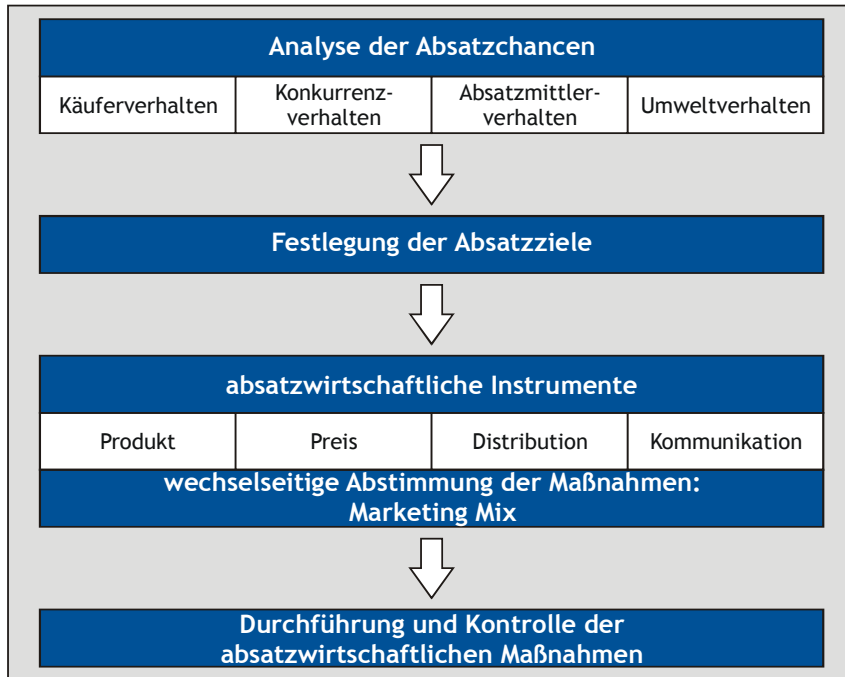 Analyse der Absatzchancen
Käuferverhalten
Konkurrenz-
verhalten
Absatzmittler-
verhalten
Umweltverhalten
Festlegung der Absatzziele
absatzwirtschaftliche Instrumente
Produkt
Preis
Distribution
Kommunikation
wechselseitige Abstimmung der Maßnahmen:
Marketing Mix
Durchführung und Kontrolle der
absatzwirtschaftlichen Maßnahmen